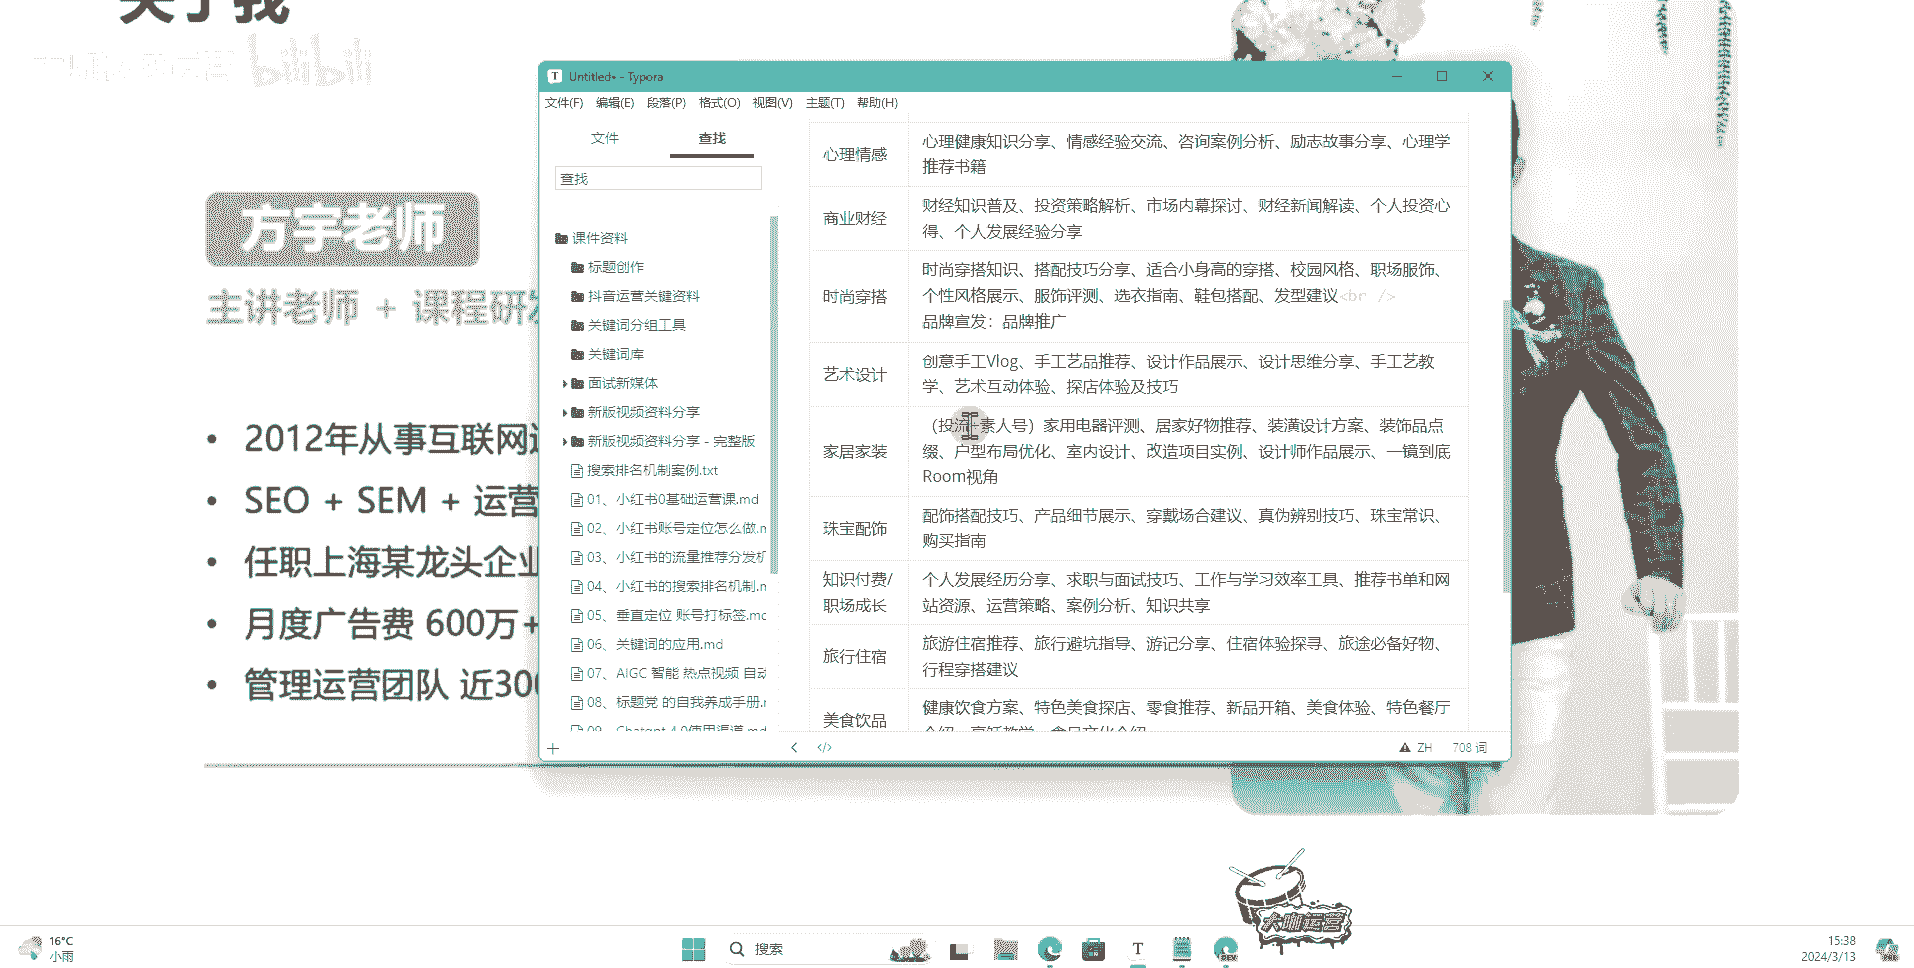 关于我
bilibili
方宇老师
主讲老师 + 课程研发
• 2012年从事互联网
• SEO + SEM + 运营
• 任职上海某龙头企业
• 月度广告费 600万+
• 管理运营团队 近300
Untitled• - Typora
文件(F) 编辑(E) 段落(P) 格式(O) 视图(V) 主题(T) 帮助(H)
文件 查找
查找
课件资料
标题创作
抖音运营关键资料
关键词分组工具
关键词库
面试新媒体
新版视频资料分享
新版视频资料分享 - 完整版
搜索排名机制案例.txt
01、小红书0基础运营课.md
02、小红书账号定位怎么做.m
03、小红书的流量推荐分发机
04、小红书的搜索排名机制.m
05、垂直定位 账号打标签.mc
06、关键词的应用.md
07、AIGC 智能 热点视频 自动
08、标题党 的自我养成手册.r
09、Chatgpt 4.0使用渠道.md
心理情感
心理健康知识分享、情感经验交流、咨询案例分析、励志故事分享、心理学
推荐书籍
商业财经
财经知识普及、投资策略解析、市场内幕探讨、财经新闻解读、个人投资心
得、个人发展经验分享
时尚穿搭
时尚穿搭知识、搭配技巧分享、适合小身高的穿搭、校园风格、职场服饰、
个性风格展示、服饰评测、选衣指南、鞋包搭配、发型建议<br />
品牌宣发：品牌推广
艺术设计
创意手工Vlog、手工艺品推荐、设计作品展示、设计思维分享、手工艺教
学、艺术互动体验、探店体验及技巧
家居家装
（投流+素人号）家用电器评测、居家好物推荐、装潢设计方案、装饰品点
缀、户型布局优化、室内设计、改造项目实例、设计师作品展示、一镜到底
Room视角
珠宝配饰
配饰搭配技巧、产品细节展示、穿戴场合建议、真伪辨别技巧、珠宝常识、
购买指南
知识付费/
职场成长
个人发展经历分享、求职与面试技巧、工作与学习效率工具、推荐书单和网
站资源、运营策略、案例分析、知识共享
旅行住宿
旅游住宿推荐、旅行避坑指导、游记分享、住宿体验探寻、旅途必备好物、
行程穿搭建议
美食饮品
健康饮食方案、特色美食探店、零食推荐、新品开箱、美食体验、特色餐厅
介绍、烹饪教学、食品文化介绍
ZH 708 词
大咖运营
16°C
小雨
搜索
15:38
2024/3/13